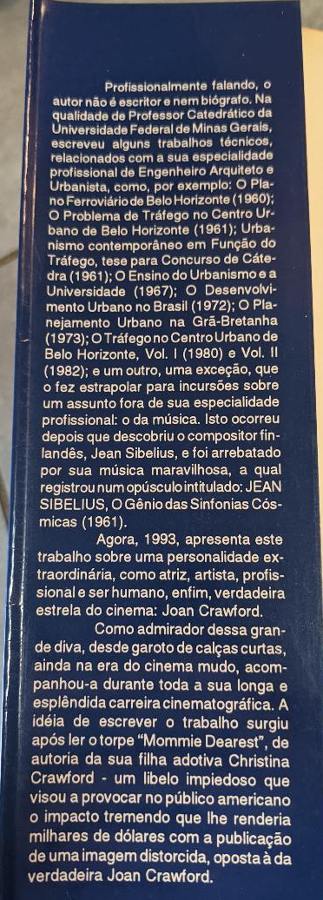 Profissionalmente falando, o
autor não é escritor e nem biógrafo. Na
qualidade de Professor Catedrático da
Universidade Federal de Minas Gerais,
escreveu alguns trabalhos técnicos,
relacionados com a sua especialidade
profissional de Engenheiro Arquiteto e
Urbanista, como, por exemplo: O Pla-
no Ferroviário de Belo Horizonte (1960);
O Problema de Tráfego no Centro Ur-
bano de Belo Horizonte (1961); Urba-
nismo contemporâneo em Função do
Tráfego, tese para Concurso de Cáte-
dra (1961); O Ensino do Urbanismo e a
Universidade (1967); O Desenvolvi-
mento Urbano no Brasil (1972); O Pla-
nejamento Urbano na Grã-Bretanha
(1973); O Tráfego no Centro Urbano de
Belo Horizonte, Vol. I (1980) e Vol. II
(1982); e um outro, uma exceção, que
o fez estrapolar para incursões sobre
um assunto fora de sua especialidade
profissional: o da música. Isto ocorreu
depois que descobriu o compositor fin-
landês, Jean Sibelius, e foi arrebatado
por sua música maravilhosa, a qual
registrou num opúsculo intitulado: JEAN
SIBELIUS, O Gênio das Sinfonias Cós-
micas (1961).
Agora, 1993, apresenta este
trabalho sobre uma personalidade ex-
traordinária, como atriz, artista, profis-
sional e ser humano, enfim, verdadeira
estrela do cinema: Joan Crawford.
Como admirador dessa gran-
de diva, desde garoto de calças curtas,
ainda na era do cinema mudo, acom-
panhou-a durante toda a sua longa e
esplêndida carreira cinematográfica. A
idéia de escrever o trabalho surgiu
após ler o torpe "Mommie Dearest", de
autoria da sua filha adotiva Christina
Crawford - um libelo impiedoso que
visou a provocar no público americano
o impacto tremendo que lhe renderia
milhares de dólares com a publicação
de uma imagem distorcida, oposta à da
verdadeira Joan Crawford.